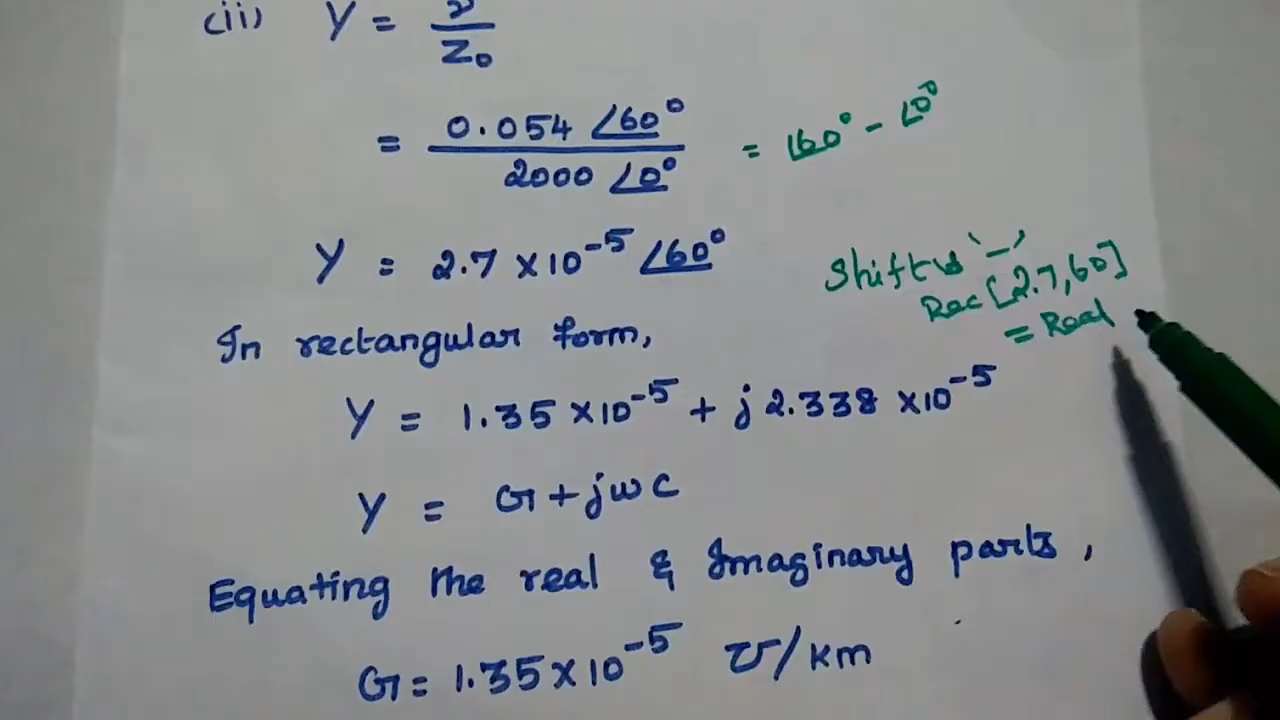 (ii) Y = γ/Z₀
= 0.054 ∠60° / 2000 ∠0° = ∠60° - ∠0°
Y = 2.7 × 10⁻⁵ ∠60°
Shift '-'
Rec [2.7, 60]
= Real
In rectangular form,
Y = 1.35 × 10⁻⁵ + j 2.338 × 10⁻⁵
Y = G + jωC
Equating the real & Imaginary parts,
G = 1.35 × 10⁻⁵ ℧/km